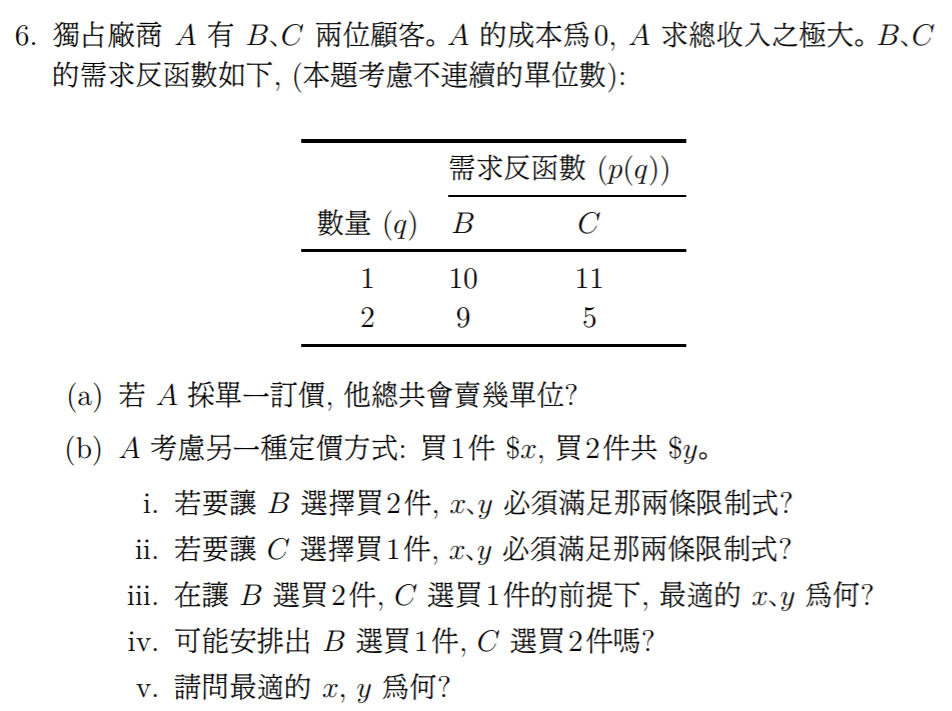 6. 獨占廠商 A 有 B、C 兩位顧客。A 的成本爲0, A 求總收入之極大。B、C
的需求反函數如下, (本題考慮不連續的單位數):
需求反函數 (p(q))
數量 (q) B C
1 10 11
2 9 5
(a) 若 A 採單一訂價, 他總共會賣幾單位?
(b) A 考慮另一種定價方式: 買1件 $x, 買2件共 $y。
i. 若要讓 B 選擇買2件, x、y 必須滿足那兩條限制式?
ii. 若要讓 C 選擇買1件, x、y 必須滿足那兩條限制式?
iii. 在讓 B 選買2件, C 選買1件的前提下, 最適的 x、y 爲何?
iv. 可能安排出 B 選買1件, C 選買2件嗎?
v. 請問最適的 x, y 爲何?